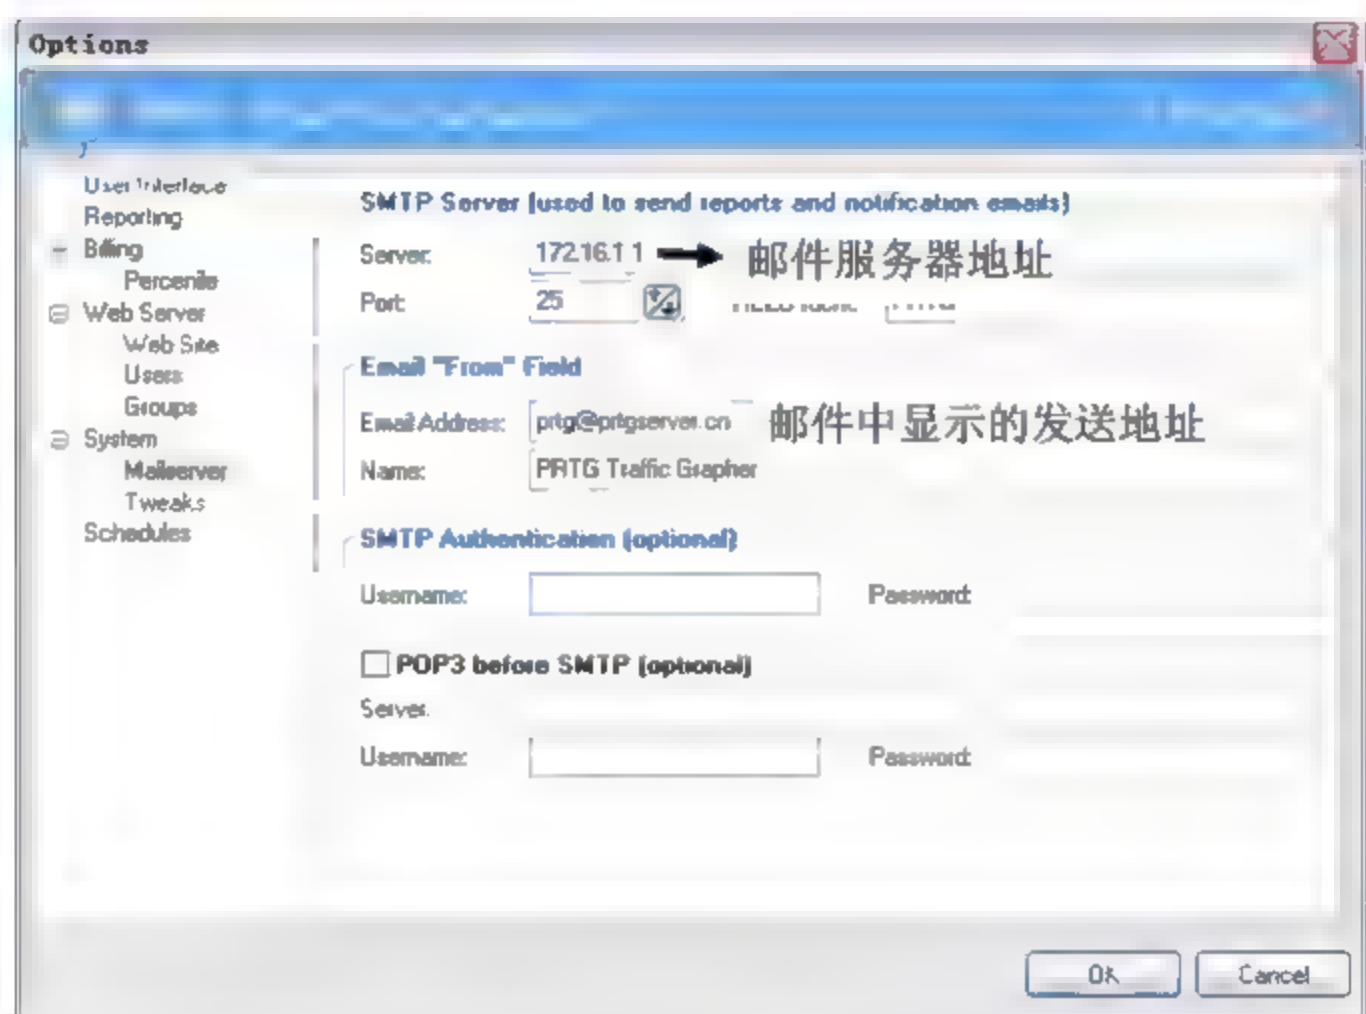 Options
User Interface
Reporting
Billing
Percentile
Web Server
Web Site
Users
Groups
System
Mailserver
Tweaks
Schedules
SMTP Server (used to send reports and notification emails)
Server: 172.16.1.1 邮件服务器地址
Port: 25
Email "From" Field
Email Address: prtg@prtgserver.cn 邮件中显示的发送地址
Name: PRTG Traffic Grapher
SMTP Authentication (optional)
Username: Password:
POP3 before SMTP (optional)
Server:
Username: Password:
OK Cancel